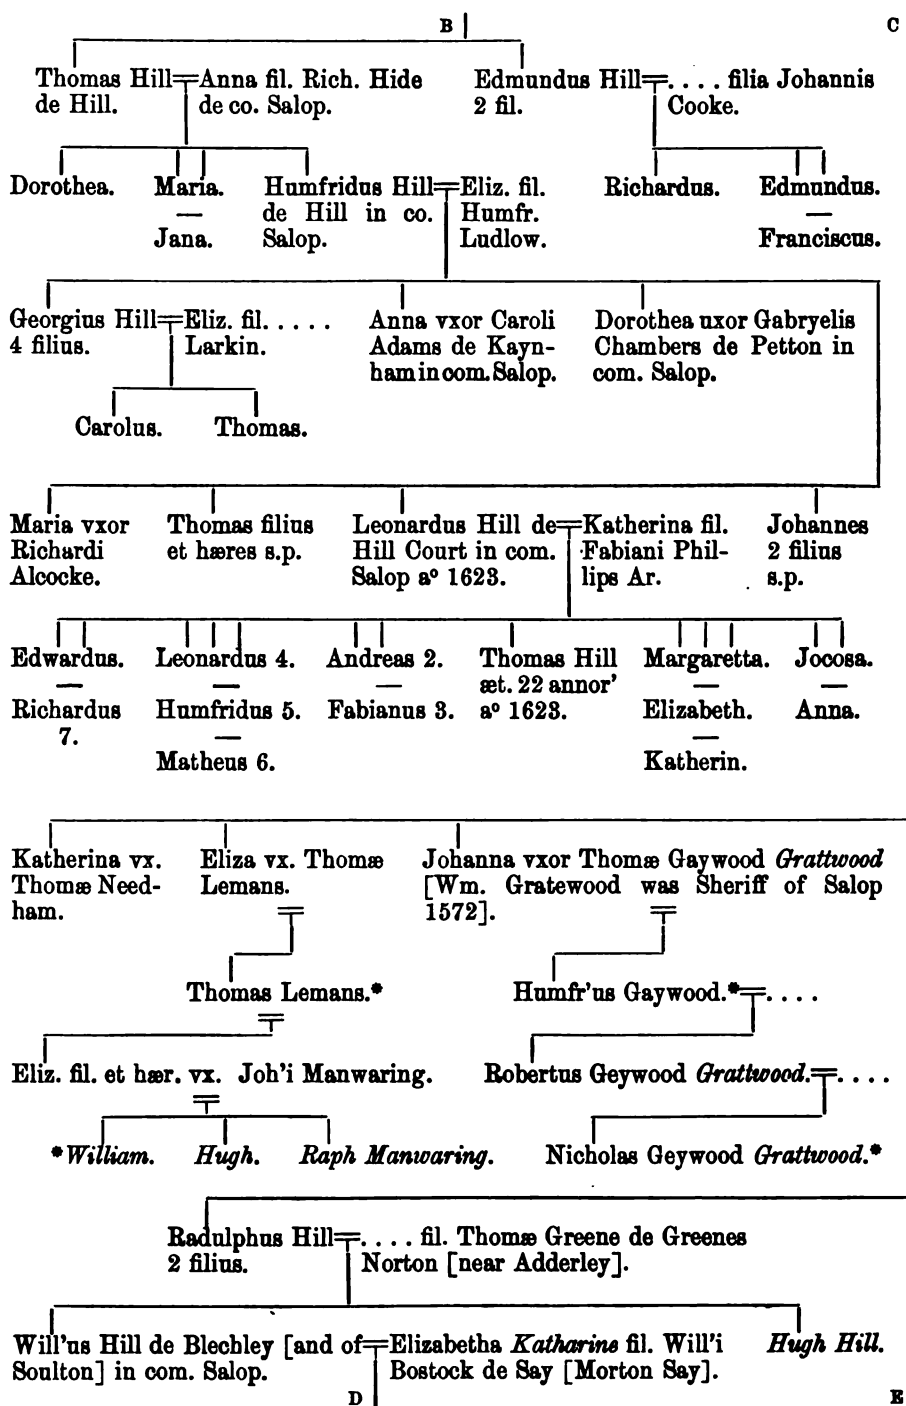 B C
Thomas Hill Anna fil. Rich. Hide Edmundus Hill .... filia Johannis
de Hill. de co. Salop. 2 fil. Cooke.
Dorothea. Maria. Humfridus Hill Eliz. fil. Richardus. Edmundus.
— de Hill in co. Humfr. —
Jana. Salop. Ludlow. Franciscus.
Georgius Hill Eliz. fil..... Anna vxor Caroli Dorothea uxor Gabryelis
4 filius. Larkin. Adams de Kayn- Chambers de Petton in
ham in com. Salop. com. Salop.
Carolus. Thomas.
Maria vxor Thomas filius Leonardus Hill de Katherina fil. Johannes
Richardi et hæres s.p. Hill Court in com. Fabiani Phil- 2 filius
Alcocke. Salop aº 1623. lips Ar. s.p.
Edwardus. Leonardus 4. Andreas 2. Thomas Hill Margaretta. Jocosa.
— — — æt. 22 annor' — —
Richardus Humfridus 5. Fabianus 3. aº 1623. Elizabeth. Anna.
7. — —
Matheus 6. Katherin.
Katherina vx. Eliza vx. Thomæ Johanna vxor Thomæ Gaywood Grattwood
Thomæ Need- Lemans. [Wm. Gratewood was Sheriff of Salop
ham. 1572].
Thomas Lemans.* Humfr'us Gaywood.* ....
Eliz. fil. et hær. vx. Joh'i Manwaring. Robertus Geywood Grattwood. ....
*William. Hugh. Raph Manwaring. Nicholas Geywood Grattwood.*
Radulphus Hill .... fil. Thomæ Greene de Greenes
2 filius. Norton [near Adderley].
Will'us Hill de Blechley [and of Elizabetha Katharine fil. Will'i Hugh Hill.
Soulton] in com. Salop. Bostock de Say [Morton Say].
D E